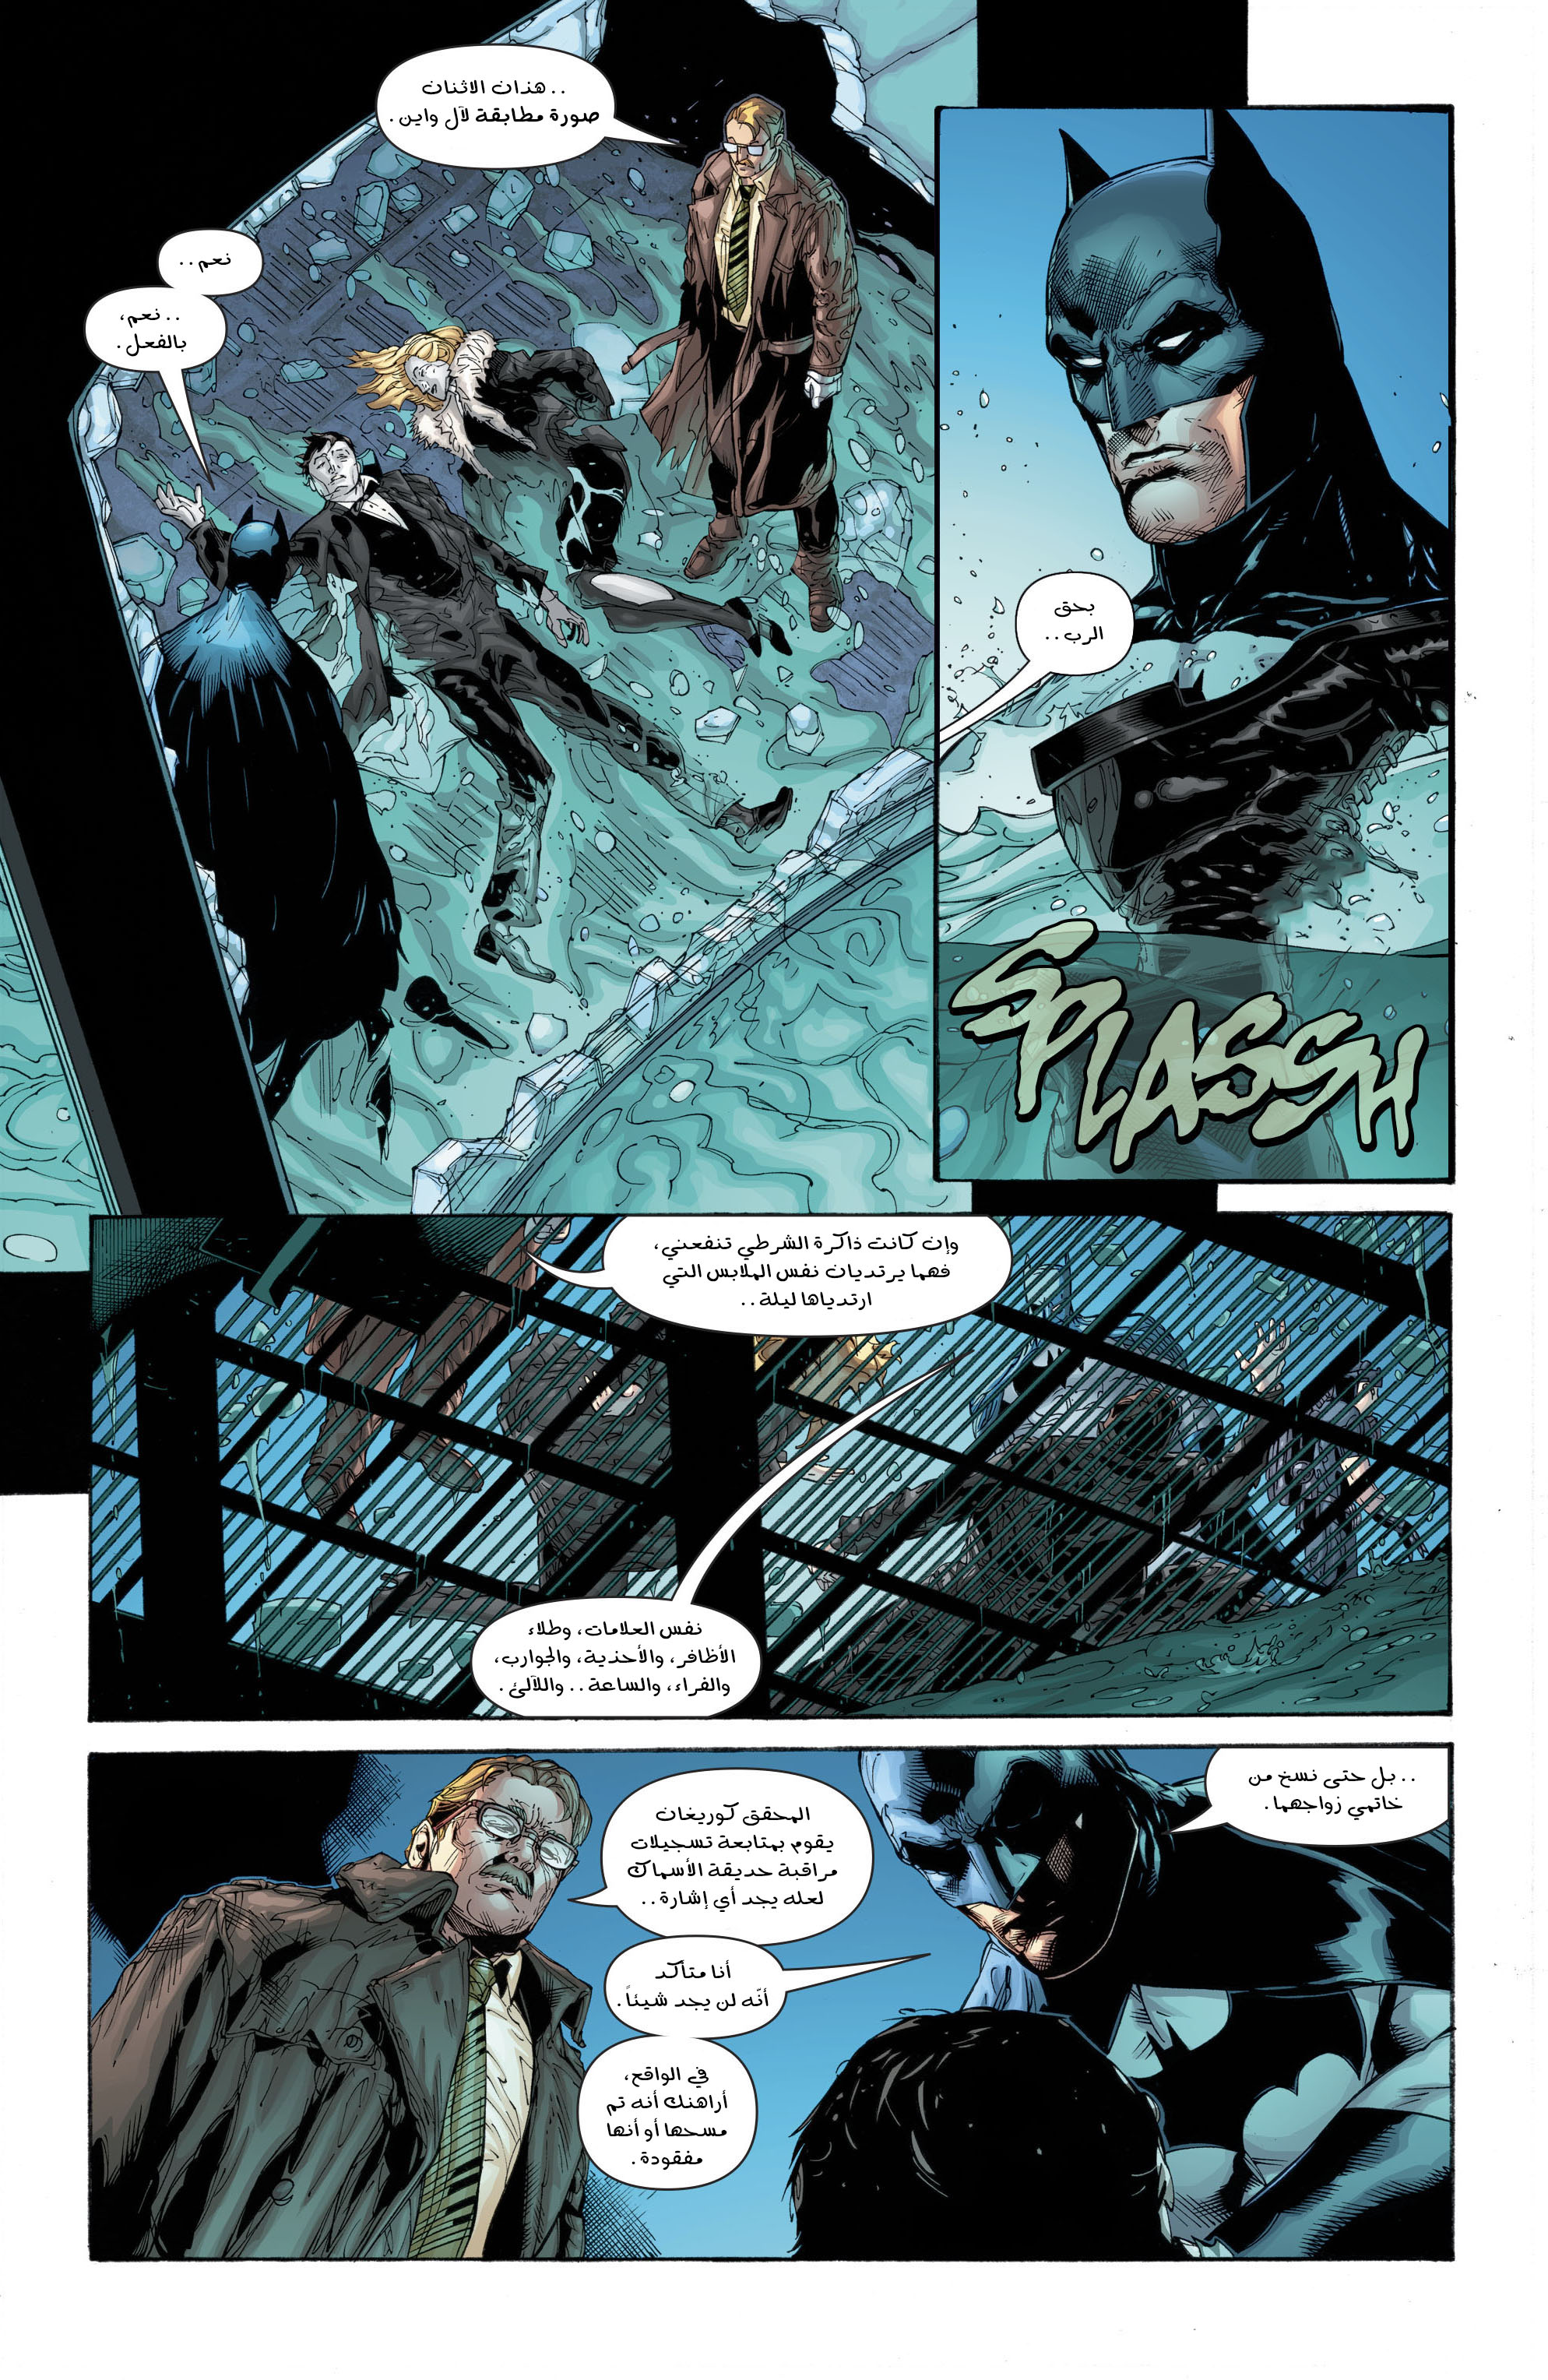 بحق
الرب..
SPLASSH
..هذان الاثنان
صورة مطابقة لآل واين.
نعم..
..نعم،
بالفعل.
وإن كانت ذاكرة الشرطي تنفعني،
فهما يرتديان نفس الملابس التي
ارتدياها ليلة..
نفس العلامات، وطلاء
الأظافر، والأحذية، والجوارب،
والفراء، والساعة.. واللآلئ.
..بل حتى نسخ من
خاتمي زواجهما.
المحقق كوريغان
يقوم بمتابعة تسجيلات
مراقبة حديقة الأسماك
لعله يجد أي إشارة..
أنا متأكد
أنّه لن يجد شيئاً.
في الواقع،
أراهنك أنه تم
مسحها أو أنها
مفقودة.